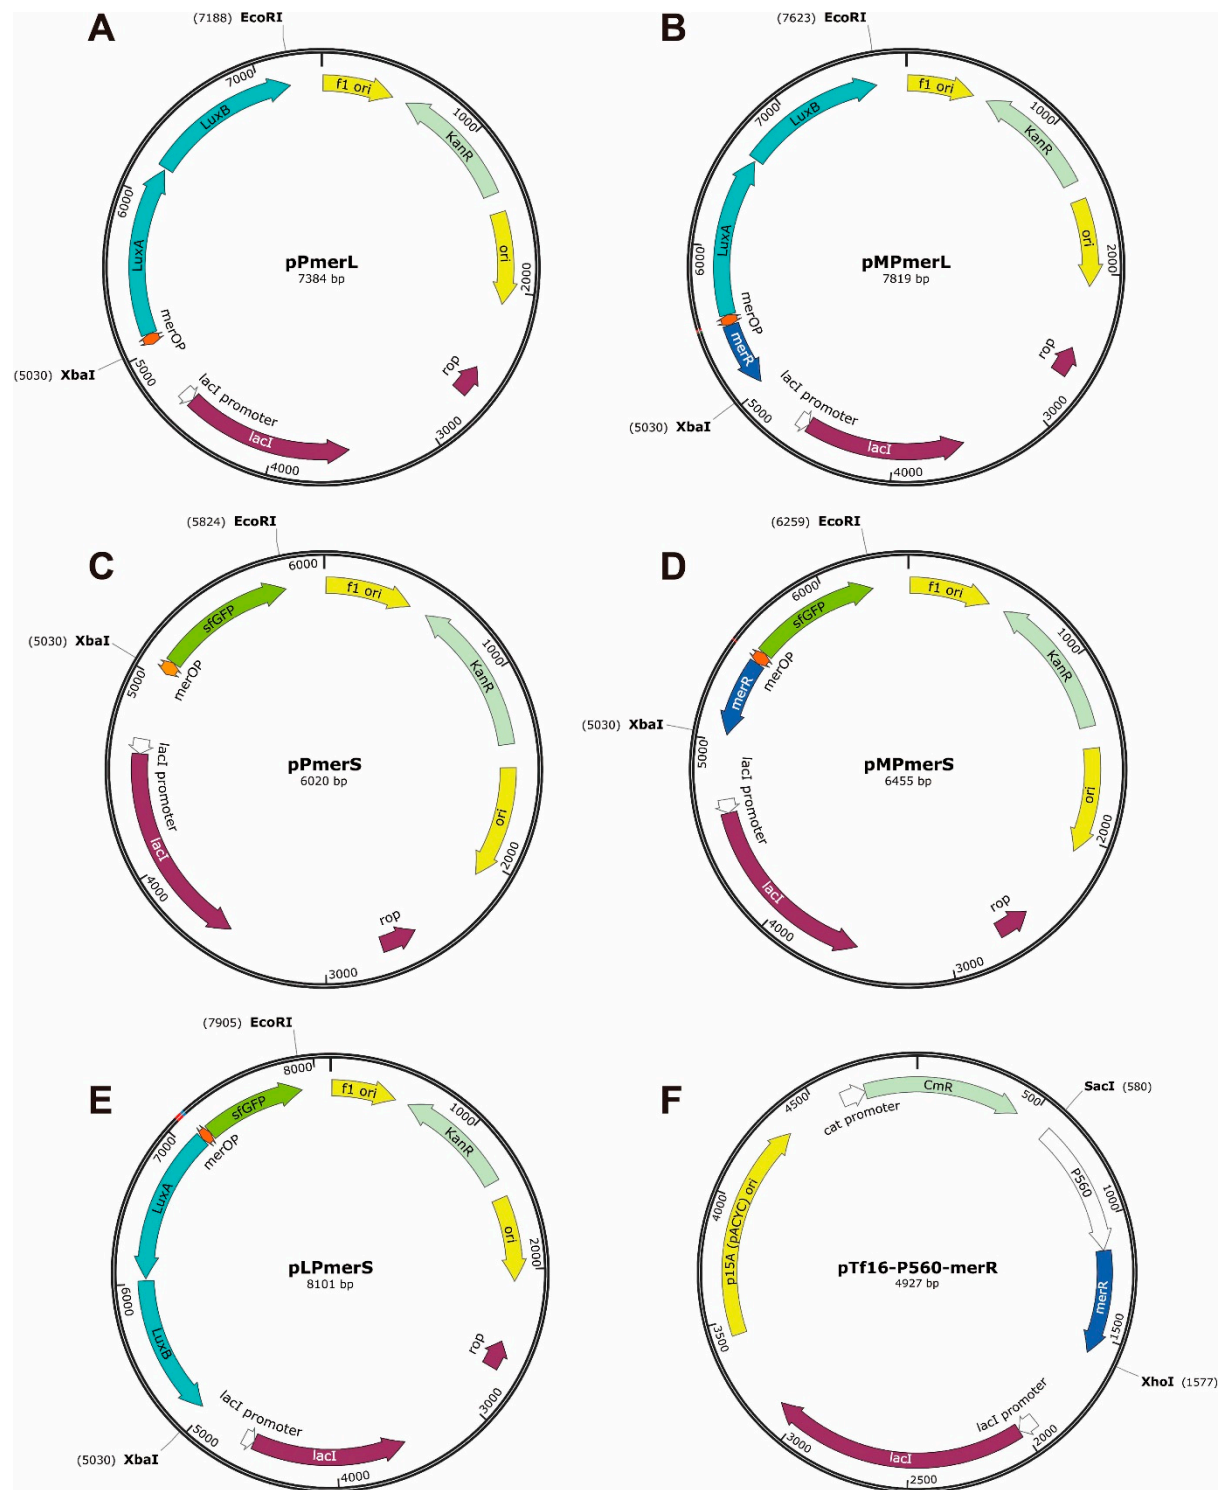 A
(7188) EcoRI
7000
f1 ori
1000
KanR
LuxB
6000
LuxA
ori
2000
pPmerL
7384 bp
merOP
(5030) XbaI
5000
lacI promoter
lacI
rop
3000
4000
B
(7623) EcoRI
7000
f1 ori
1000
KanR
LuxB
6000
LuxA
ori
2000
pMPmerL
7819 bp
merOP
merR
(5030) XbaI
5000
lacI promoter
lacI
rop
3000
4000
C
(5824) EcoRI
6000
f1 ori
sfGFP
(5030) XbaI
5000
merOP
1000
KanR
lacI promoter
pPmerS
6020 bp
ori
2000
lacI
4000
rop
3000
D
(6259) EcoRI
6000
f1 ori
sfGFP
merOP
merR
1000
KanR
(5030) XbaI
5000
lacI promoter
pMPmerS
6455 bp
ori
2000
lacI
4000
rop
3000
E
(7905) EcoRI
8000
f1 ori
sfGFP
merOP
7000
1000
KanR
LuxA
ori
2000
pLPmerS
8101 bp
6000
LuxB
rop
3000
lacI promoter
5000
(5030) XbaI
lacI
4000
F
4500
cat promoter
CmR
500
SacI (580)
P560
1000
4000
p15A (pACYC) ori
pTf16-P560-merR
4927 bp
merR
3500
1500
XhoI (1577)
lacI promoter
2000
3000
lacI
2500